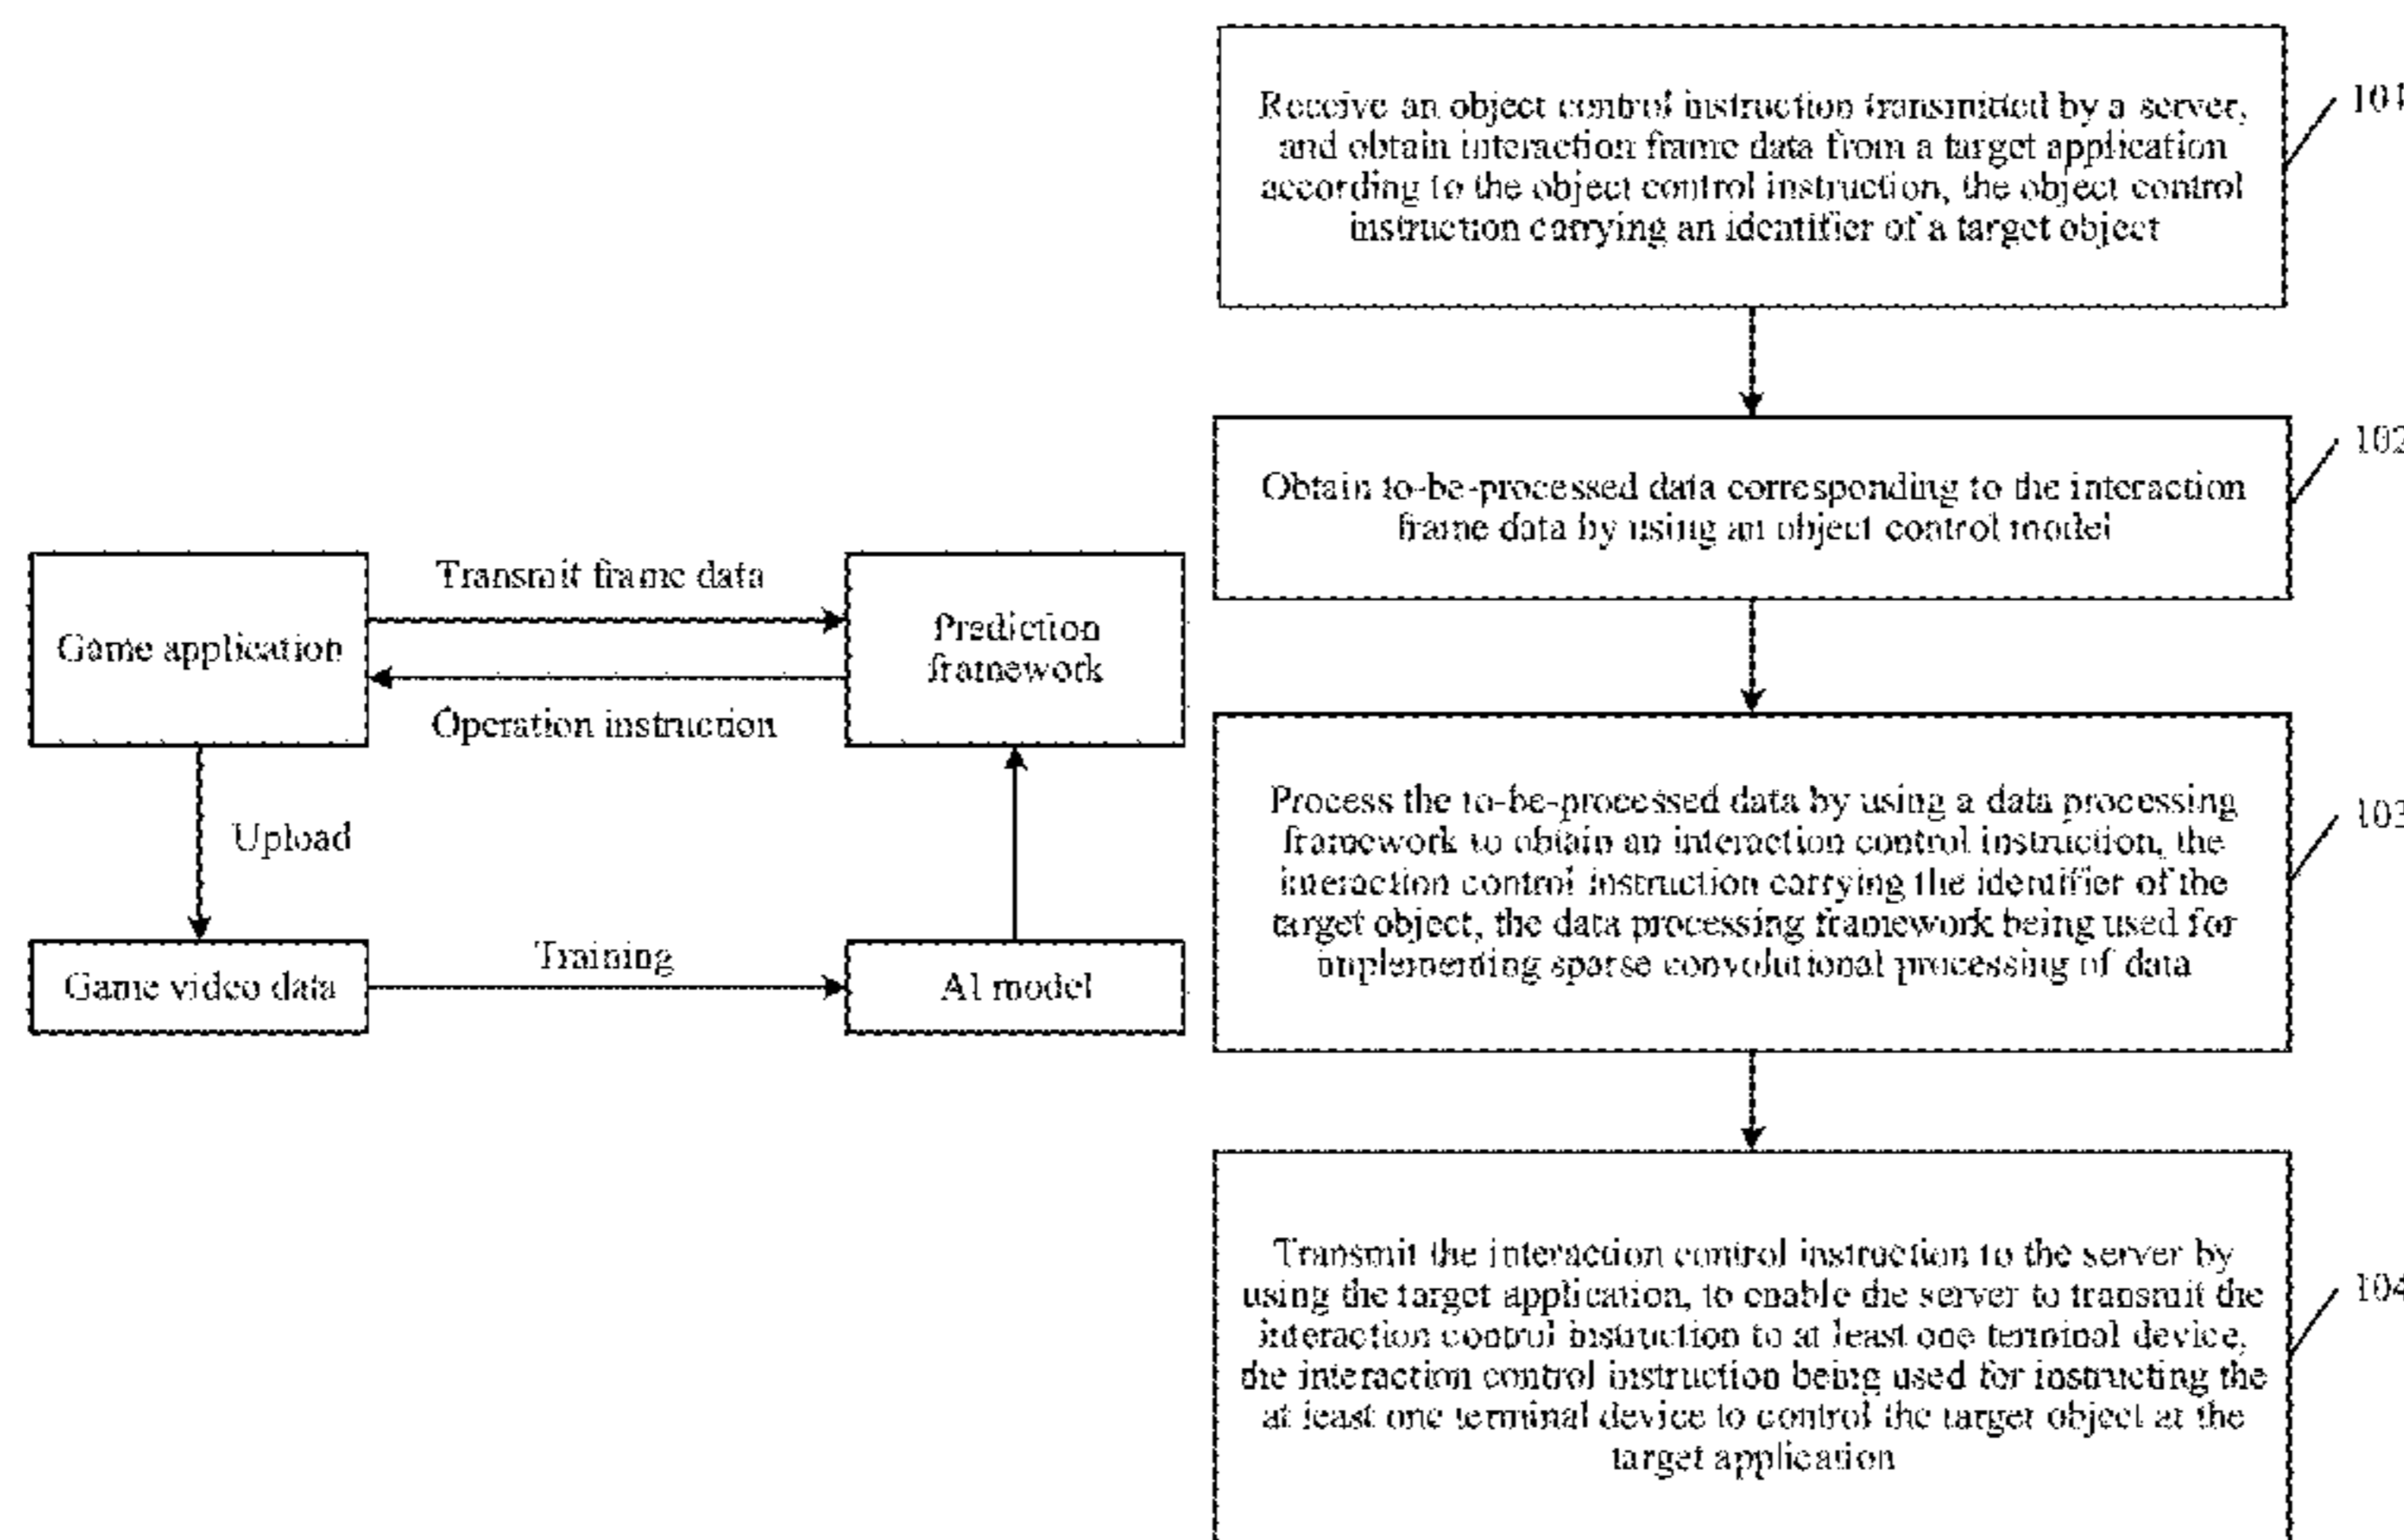 Game application
Transmit frame data
Operation instruction
Prediction
framework
Upload
Game video data
Training
AI model
Receive an object control instruction transmitted by a server,
and obtain interaction frame data from a target application
according to the object control instruction, the object control
instruction carrying an identifier of a target object
101
Obtain to-be-processed data corresponding to the interaction
frame data by using an object control model
102
Process the to-be-processed data by using a data processing
framework to obtain an interaction control instruction, the
interaction control instruction carrying the identifier of the
target object, the data processing framework being used for
implementing sparse convolutional processing of data
103
Transmit the interaction control instruction to the server by
using the target application, to enable the server to transmit the
interaction control instruction to at least one terminal device,
the interaction control instruction being used for instructing the
at least one terminal device to control the target object at the
target application
104